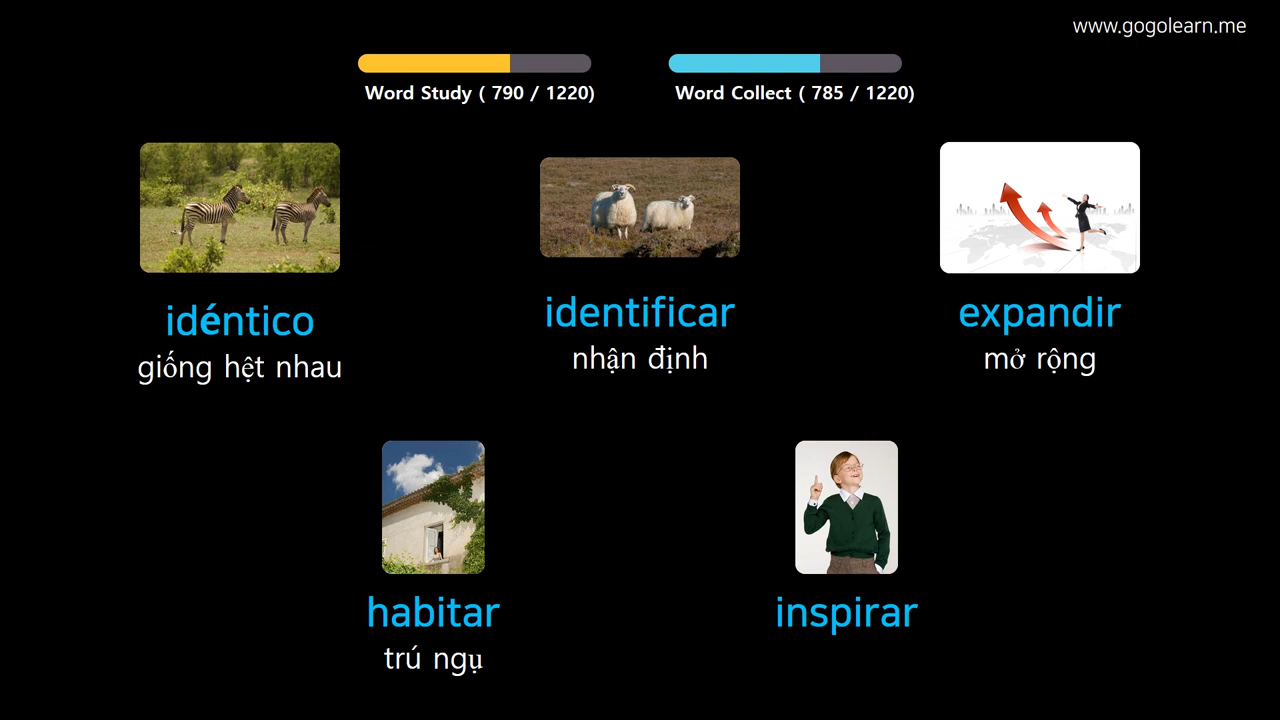 www.gogolearn.me
Word Study ( 790 / 1220)
Word Collect ( 785 / 1220)
idéntico
giống hệt nhau
identificar
nhận định
expandir
mở rộng
habitar
trú ngụ
inspirar